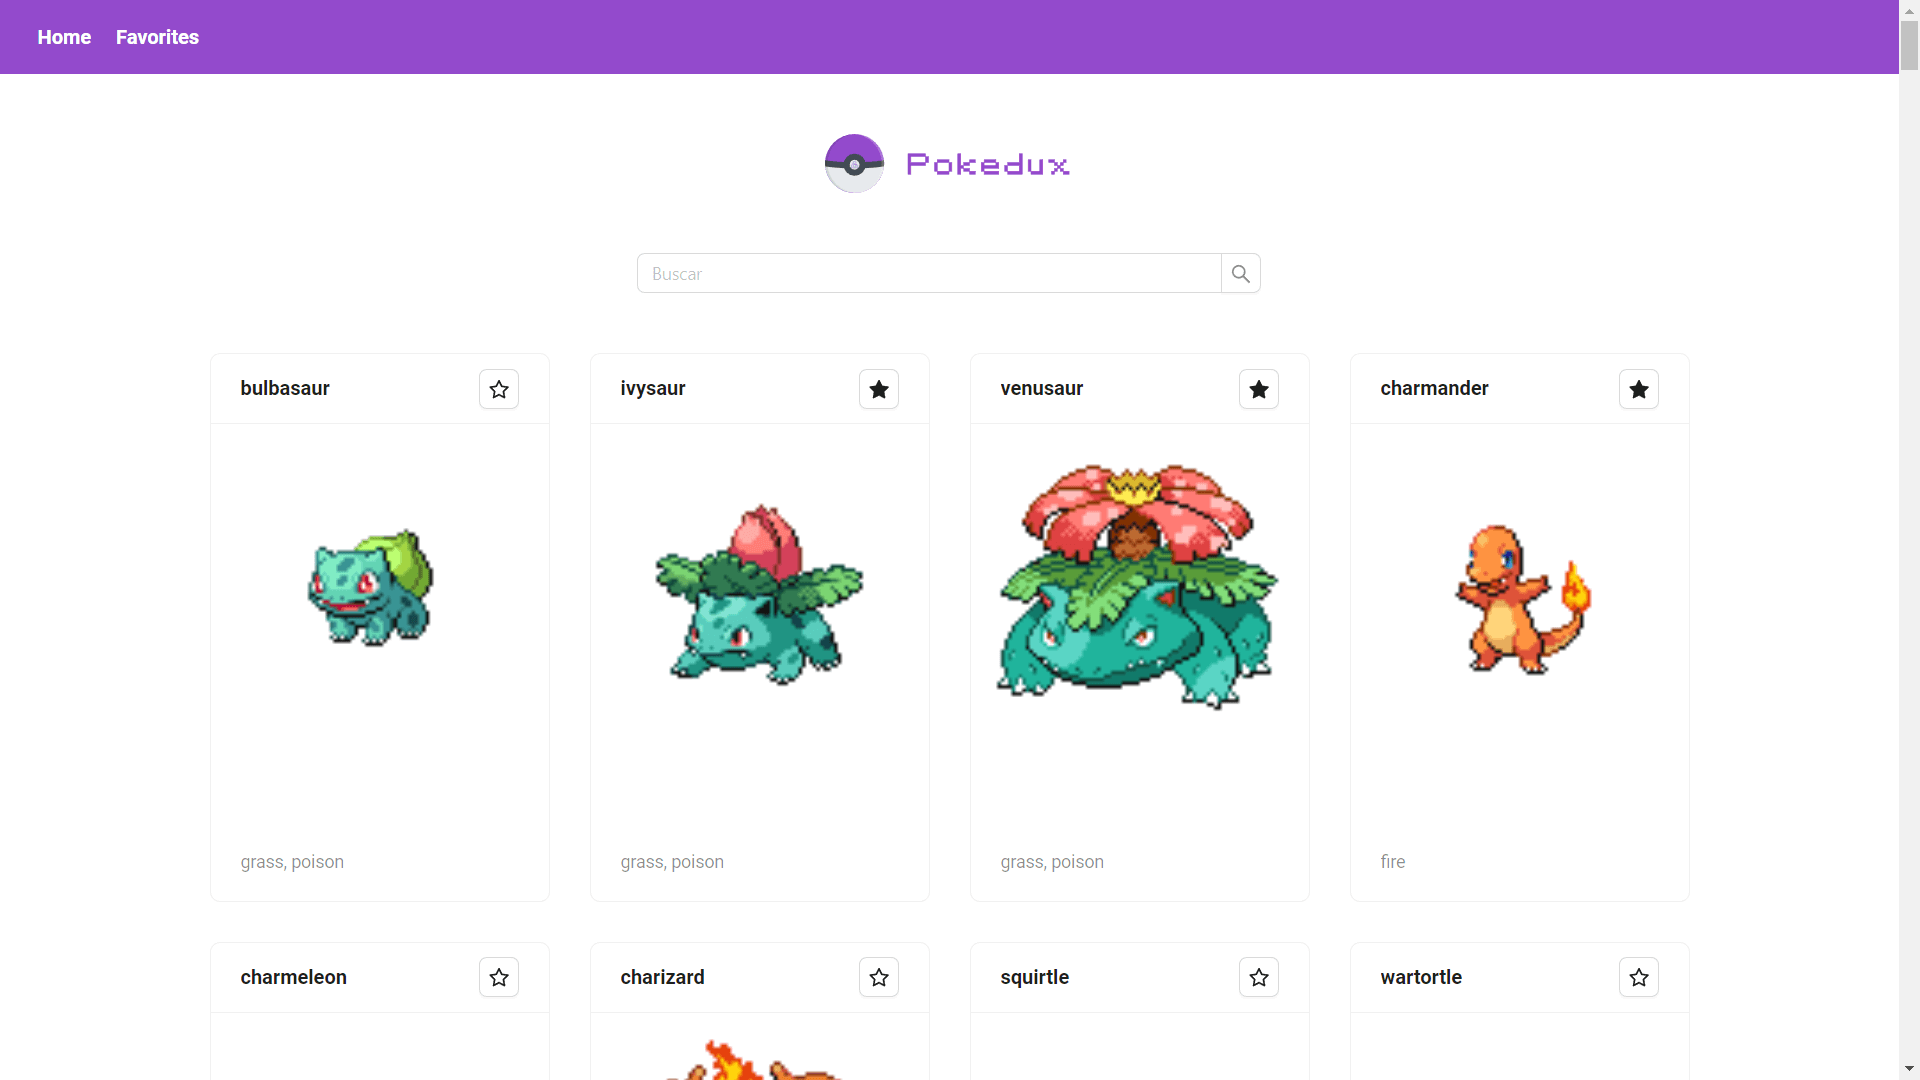 Home Favorites
Pokedux
Buscar
bulbasaur
ivysaur
venusaur
charmander
grass, poison
grass, poison
grass, poison
fire
charmeleon
charizard
squirtle
wartortle